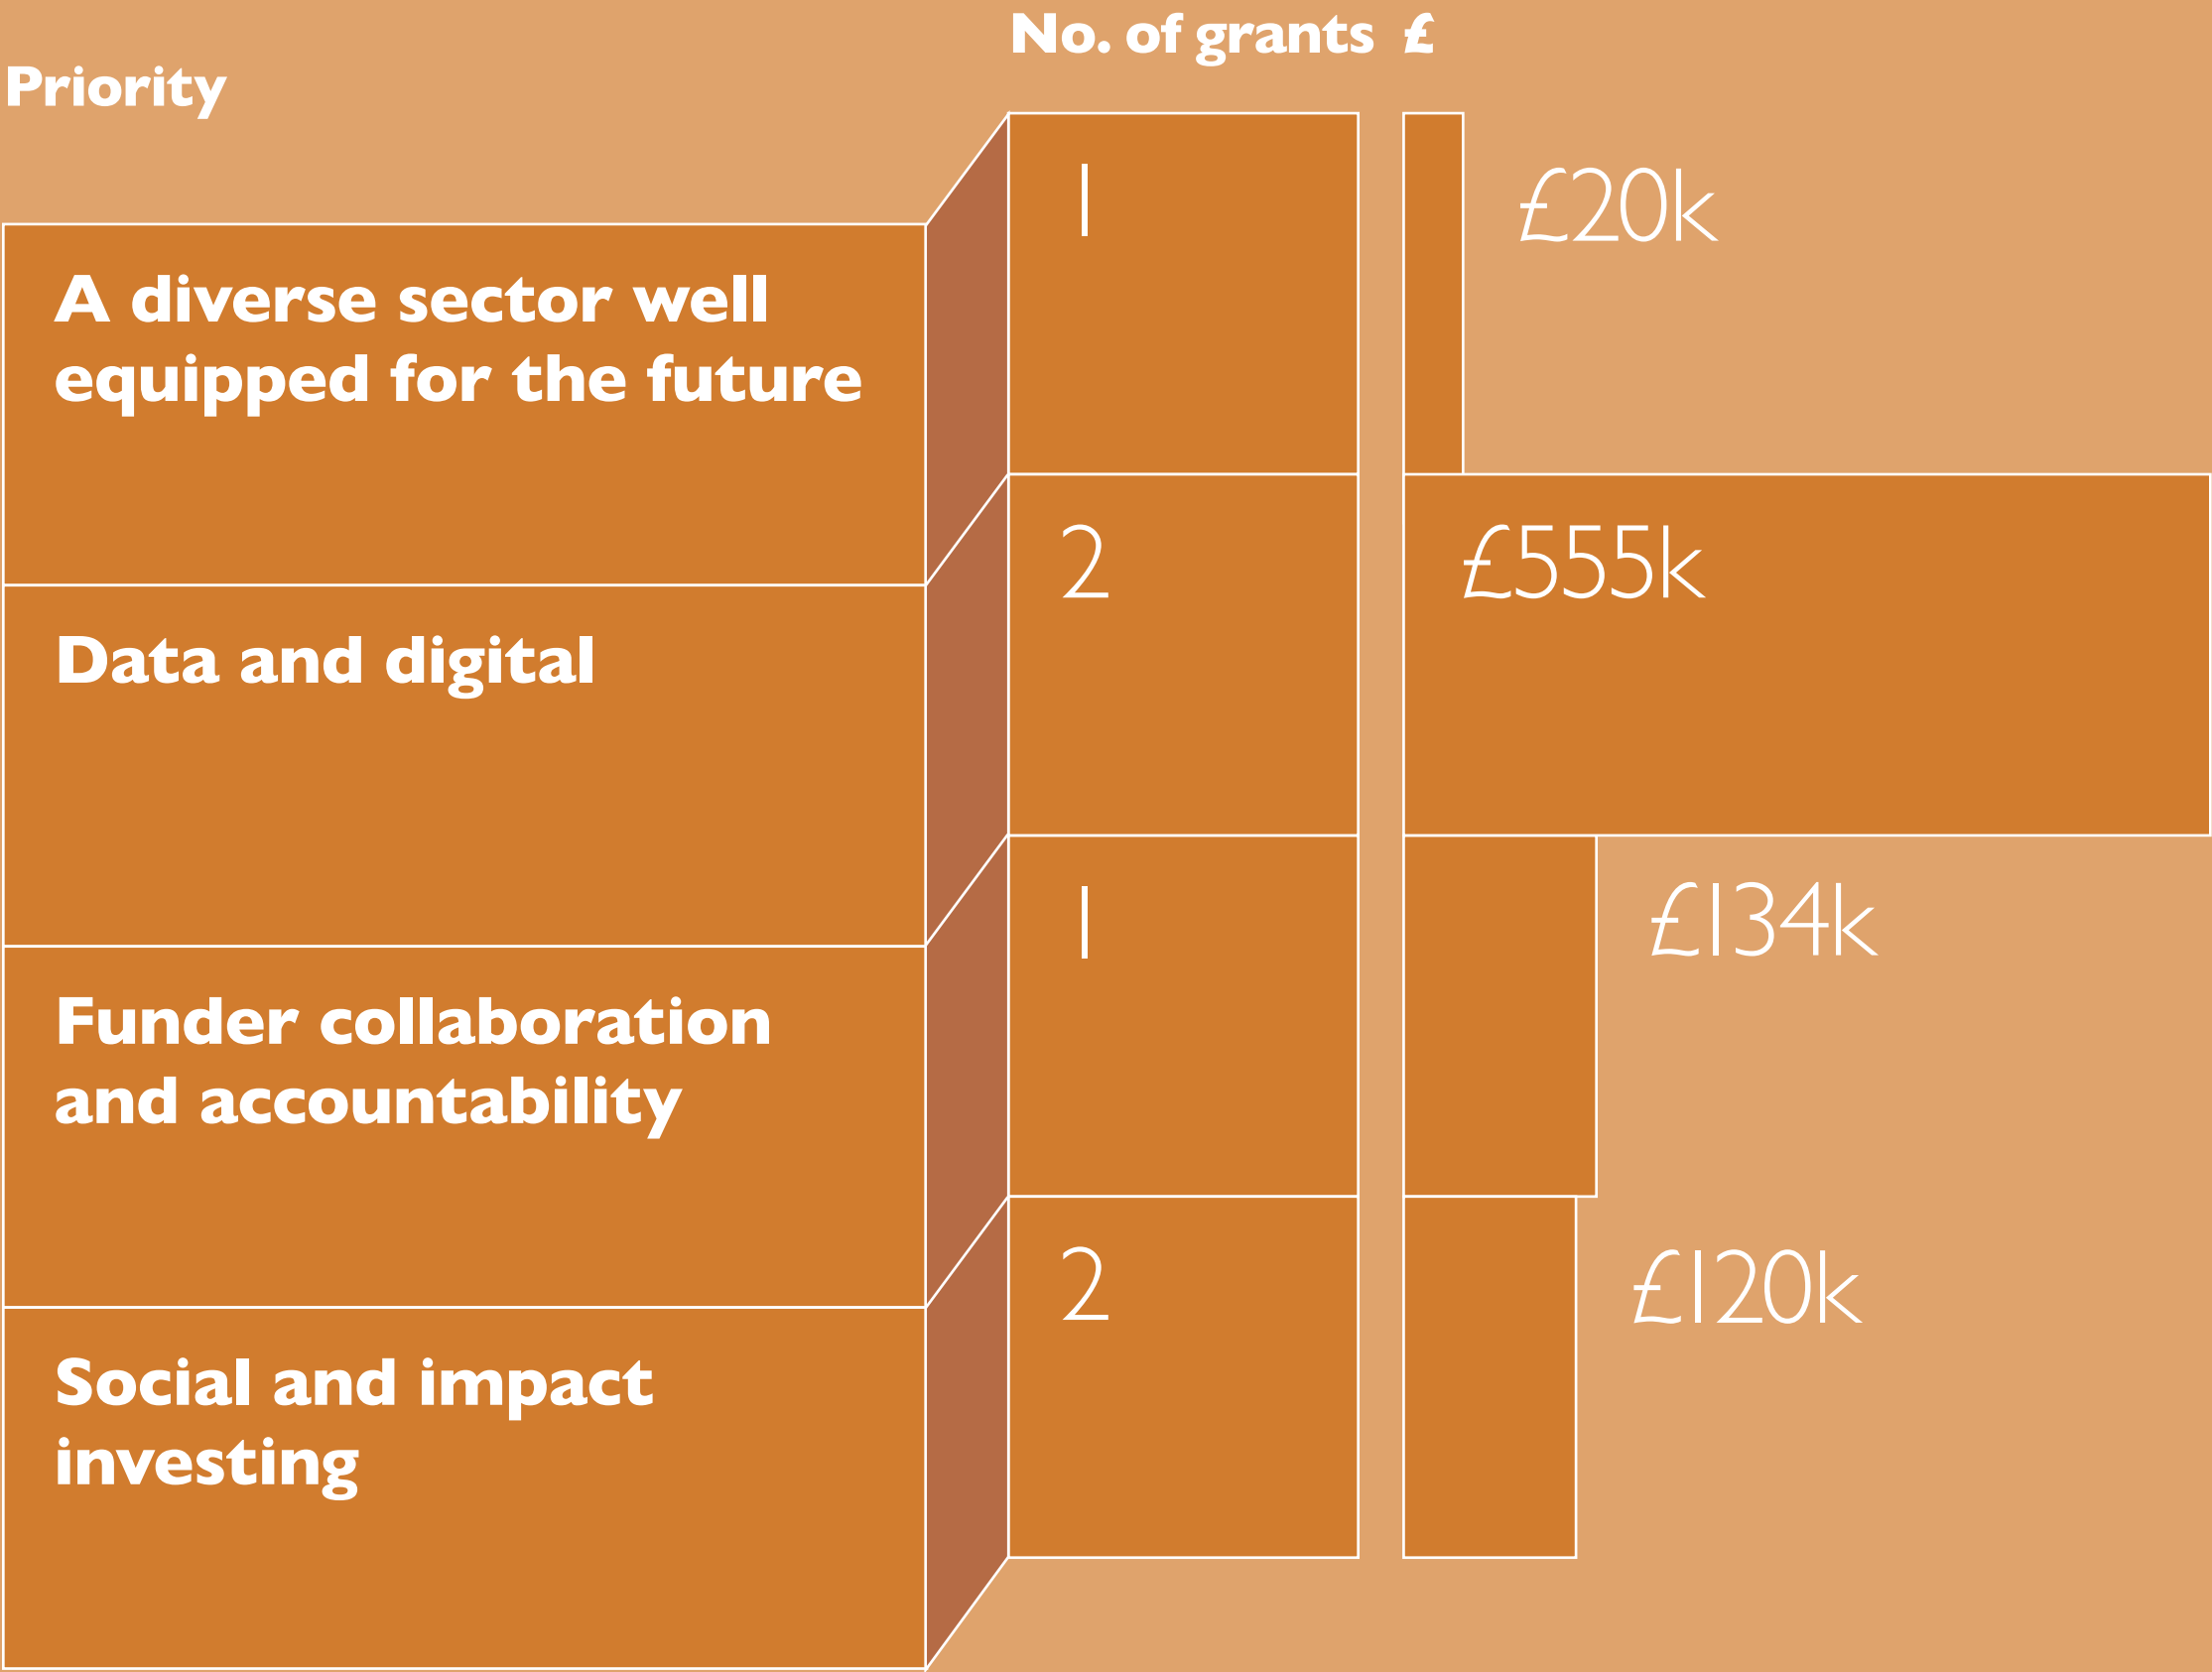 No. of grants £
Priority
1 £20k
A diverse sector well
equipped for the future
2 £555k
Data and digital
1 £134k
Funder collaboration
and accountability
2 £120k
Social and impact
investing